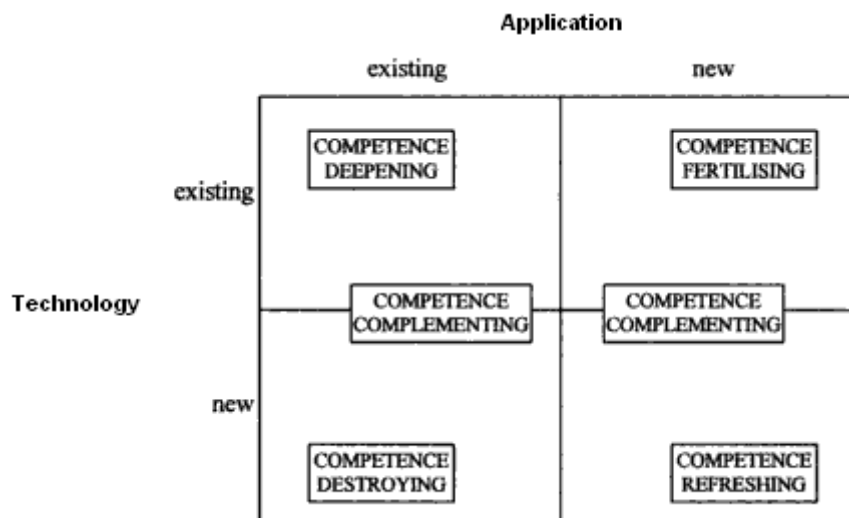 Application
existing new
COMPETENCE COMPETENCE
DEEPENING FERTILISING
existing
COMPETENCE COMPETENCE
Technology
COMPLEMENTING COMPLEMENTING
new
COMPETENCE COMPETENCE
DESTROYING REFRESHING